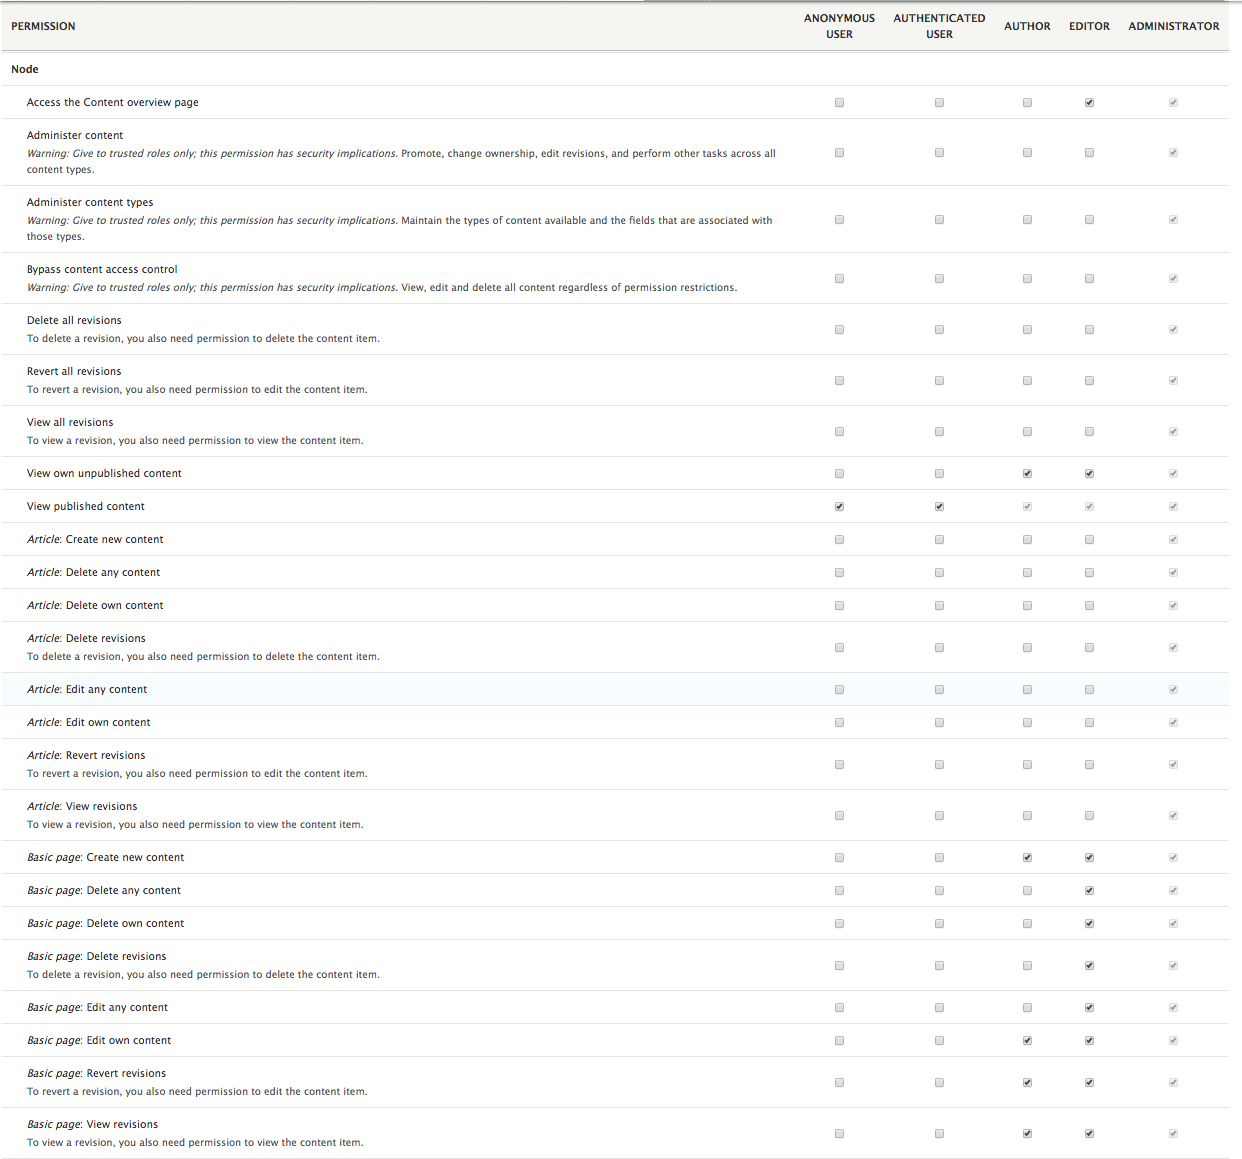 PERMISSION
ANONYMOUS USER
AUTHENTICATED USER
AUTHOR
EDITOR
ADMINISTRATOR
Node
Access the Content overview page
Administer content
Warning: Give to trusted roles only; this permission has security implications. Promote, change ownership, edit revisions, and perform other tasks across all
content types.
Administer content types
Warning: Give to trusted roles only; this permission has security implications. Maintain the types of content available and the fields that are associated with
those types.
Bypass content access control
Warning: Give to trusted roles only; this permission has security implications. View, edit and delete all content regardless of permission restrictions.
Delete all revisions
To delete a revision, you also need permission to delete the content item.
Revert all revisions
To revert a revision, you also need permission to edit the content item.
View all revisions
To view a revision, you also need permission to view the content item.
View own unpublished content
View published content
Article: Create new content
Article: Delete any content
Article: Delete own content
Article: Delete revisions
To delete a revision, you also need permission to delete the content item.
Article: Edit any content
Article: Edit own content
Article: Revert revisions
To revert a revision, you also need permission to edit the content item.
Article: View revisions
To view a revision, you also need permission to view the content item.
Basic page: Create new content
Basic page: Delete any content
Basic page: Delete own content
Basic page: Delete revisions
To delete a revision, you also need permission to delete the content item.
Basic page: Edit any content
Basic page: Edit own content
Basic page: Revert revisions
To revert a revision, you also need permission to edit the content item.
Basic page: View revisions
To view a revision, you also need permission to view the content item.